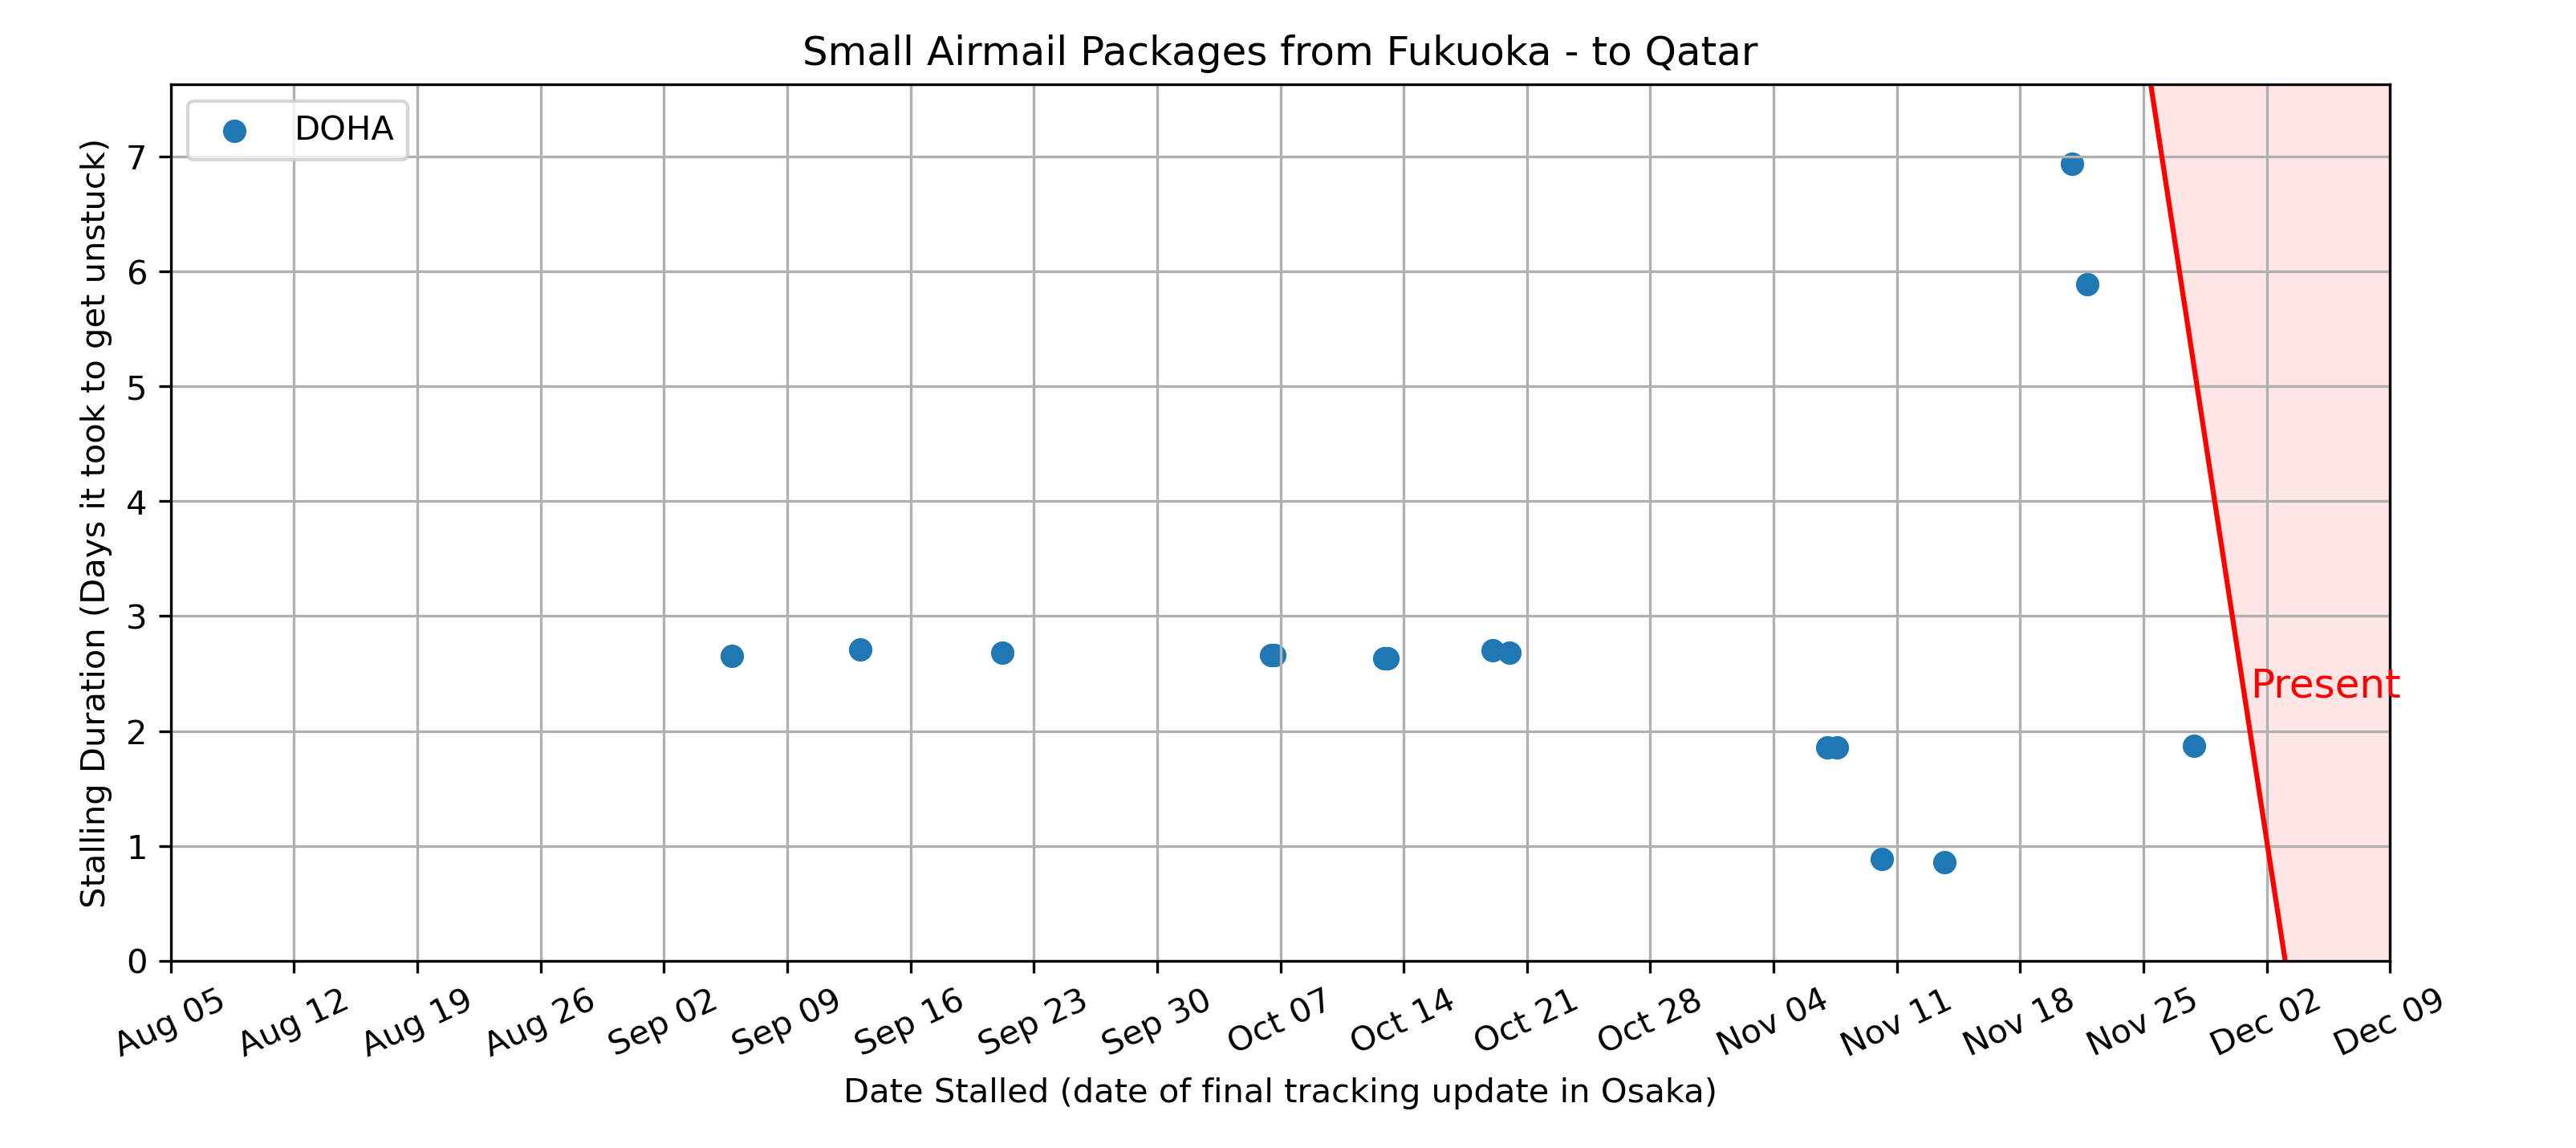 Small Airmail Packages from Fukuoka - to Qatar
DOHA
Stalling Duration (Days it took to get unstuck)
7
6
5
4
3
2
1
0
Present
Aug 05 Aug 12 Aug 19 Aug 26 Sep 02 Sep 09 Sep 16 Sep 23 Sep 30 Oct 07 Oct 14 Oct 21 Oct 28 Nov 04 Nov 11 Nov 18 Nov 25 Dec 02 Dec 09
Date Stalled (date of final tracking update in Osaka)